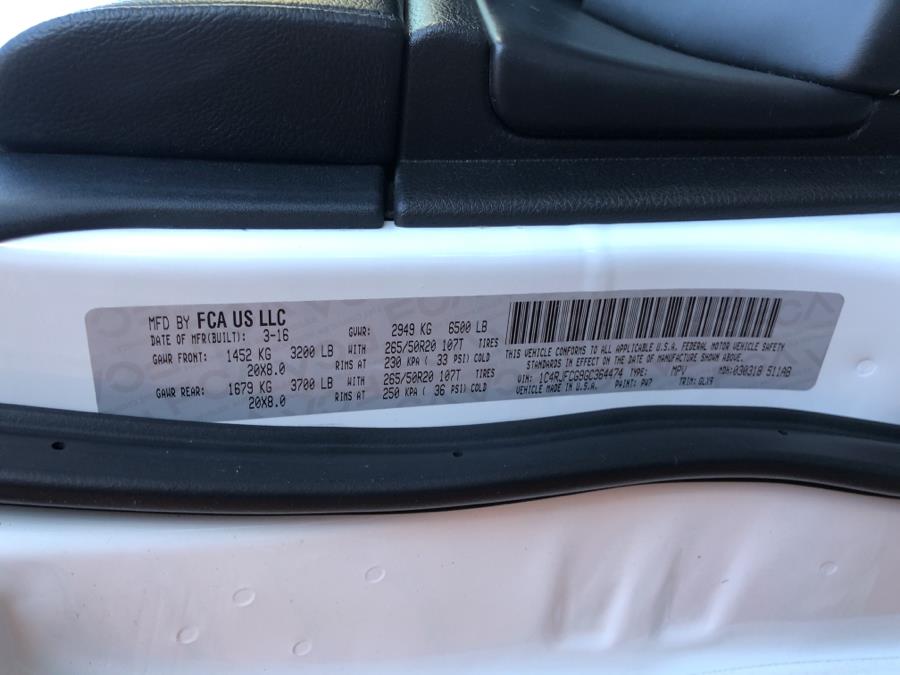 MFD BY FCA US LLC
DATE OF MFR(BUILT): 3-16 GVWR: 2949 KG 6500 LB
GAWR FRONT: 1452 KG 3200 LB WITH 265/50R20 107T TIRES
20X8.0 RIMS AT 230 KPA ( 33 PSI) COLD
GAWR REAR: 1679 KG 3700 LB WITH 265/50R20 107T TIRES
20X8.0 RIMS AT 250 KPA ( 36 PSI) COLD
THIS VEHICLE CONFORMS TO ALL APPLICABLE U.S.A. FEDERAL MOTOR VEHICLE SAFETY
STANDARDS IN EFFECT ON THE DATE OF MANUFACTURE SHOWN ABOVE.
VIN: 1C4RJFCG9GC364474 TYPE: MPV MDH: 030318 511AB
VEHICLE MADE IN U.S.A. PAINT: PW7 TRIM: GLX9